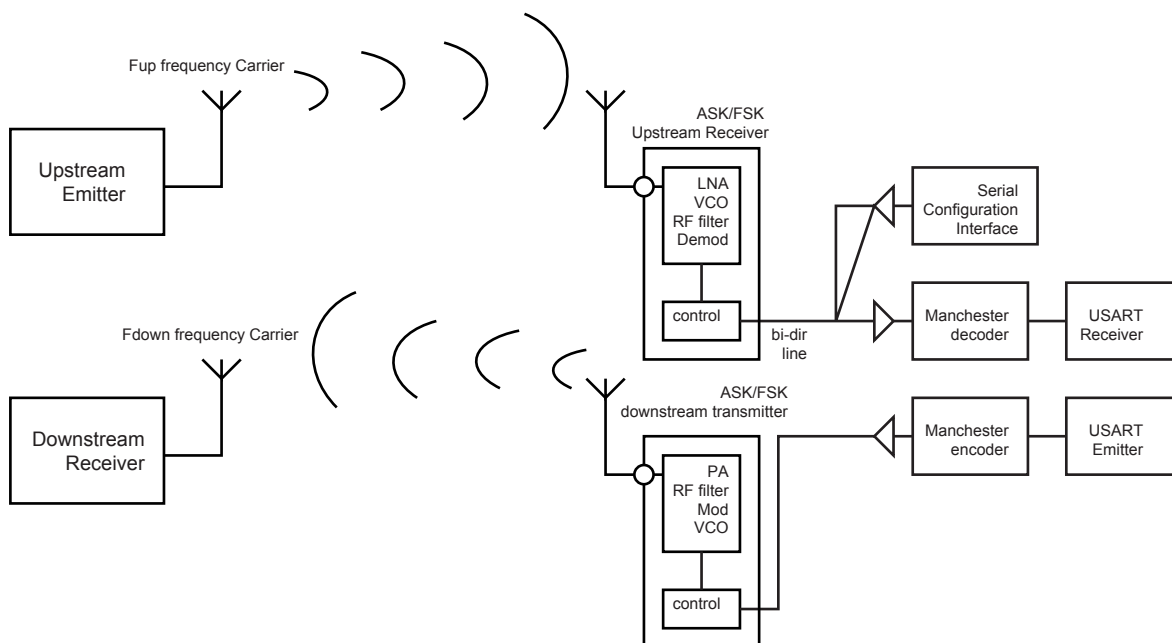 Fup frequency Carrier
Upstream
Emitter
ASK/FSK
Upstream Receiver
LNA
VCO
RF filter
Demod
control
bi-dir
line
Serial
Configuration
Interface
Manchester
decoder
USART
Receiver
Fdown frequency Carrier
Downstream
Receiver
ASK/FSK
downstream transmitter
PA
RF filter
Mod
VCO
control
Manchester
encoder
USART
Emitter